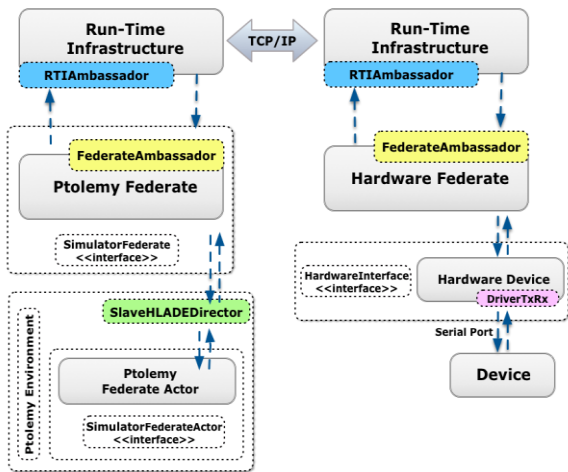 Run-Time
Infrastructure
RTIAmbassador
TCP/IP
Run-Time
Infrastructure
RTIAmbassador
FederateAmbassador
Ptolemy Federate
SimulatorFederate
<<interface>>
FederateAmbassador
Hardware Federate
HardwareInterface
<<interface>>
Hardware Device
DriverTxRx
Serial Port
Device
Ptolemy Environment
SlaveHLADEDirector
Ptolemy
Federate Actor
SimulatorFederateActor
<<interface>>